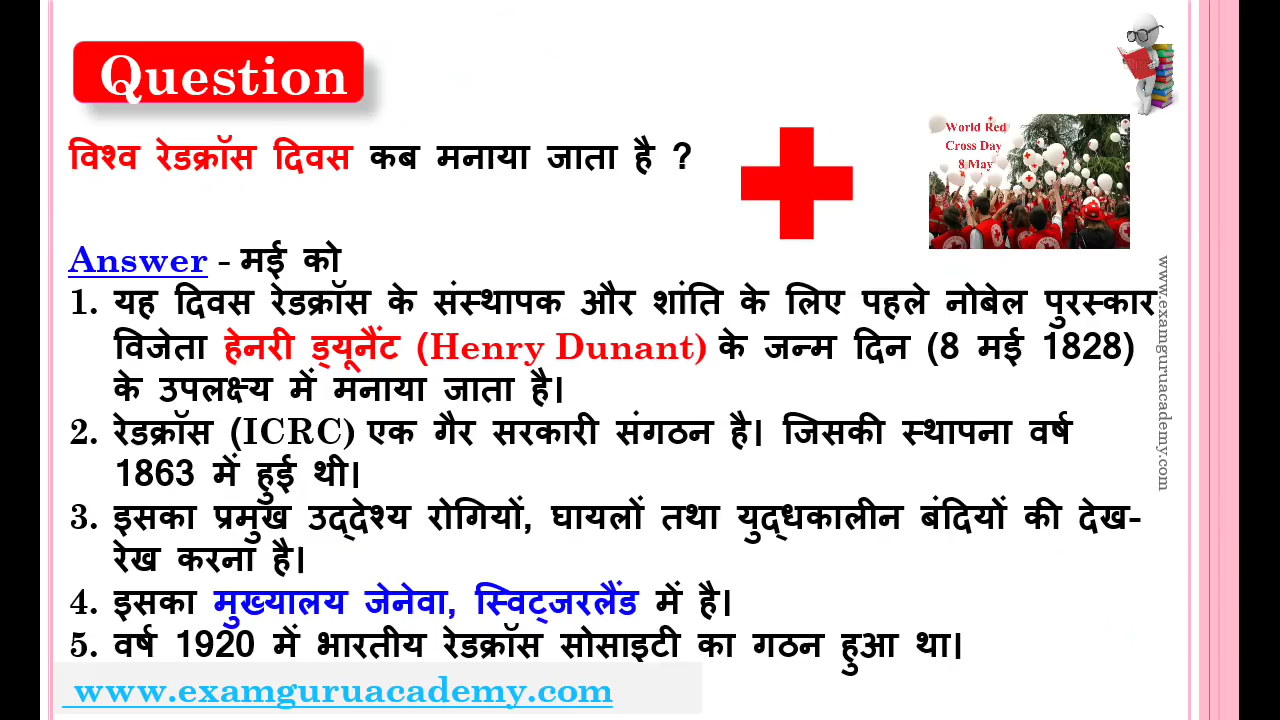 Question
विश्व रेडक्रॉस दिवस कब मनाया जाता है ?
World Red
Cross Day
8 May
Answer - मई को
1. यह दिवस रेडक्रॉस के संस्थापक और शांति के लिए पहले नोबेल पुरस्कार
विजेता हेनरी ड्यूनैंट (Henry Dunant) के जन्म दिन (8 मई 1828)
के उपलक्ष्य में मनाया जाता है।
2. रेडक्रॉस (ICRC) एक गैर सरकारी संगठन है। जिसकी स्थापना वर्ष
1863 में हुई थी।
3. इसका प्रमुख उद्देश्य रोगियों, घायलों तथा युद्धकालीन बंदियों की देख-
रेख करना है।
4. इसका मुख्यालय जेनेवा, स्विट्जरलैंड में है।
5. वर्ष 1920 में भारतीय रेडक्रॉस सोसाइटी का गठन हुआ था।
www.examguruacademy.com
www.examguruacademy.com